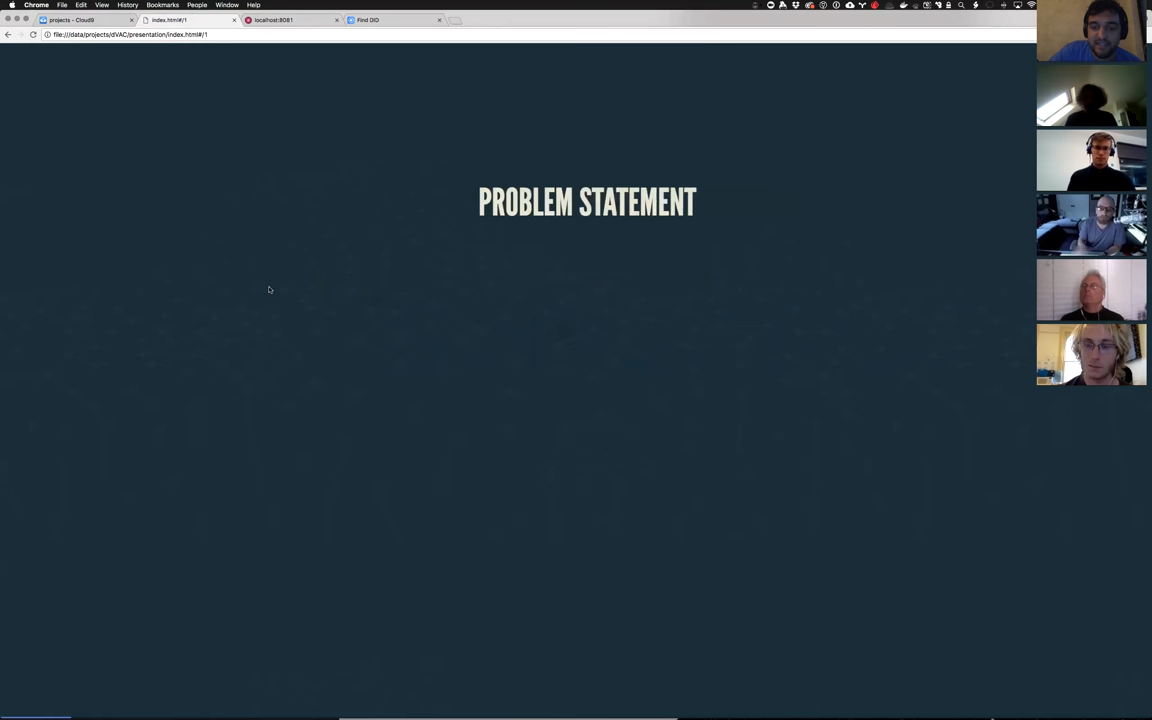 Chrome File Edit View History Bookmarks People Window Help
projects - Cloud9
index.html#/1
localhost:8081
Find DID
file:///data/projects/dVAC/presentation/index.html#/1
PROBLEM STATEMENT